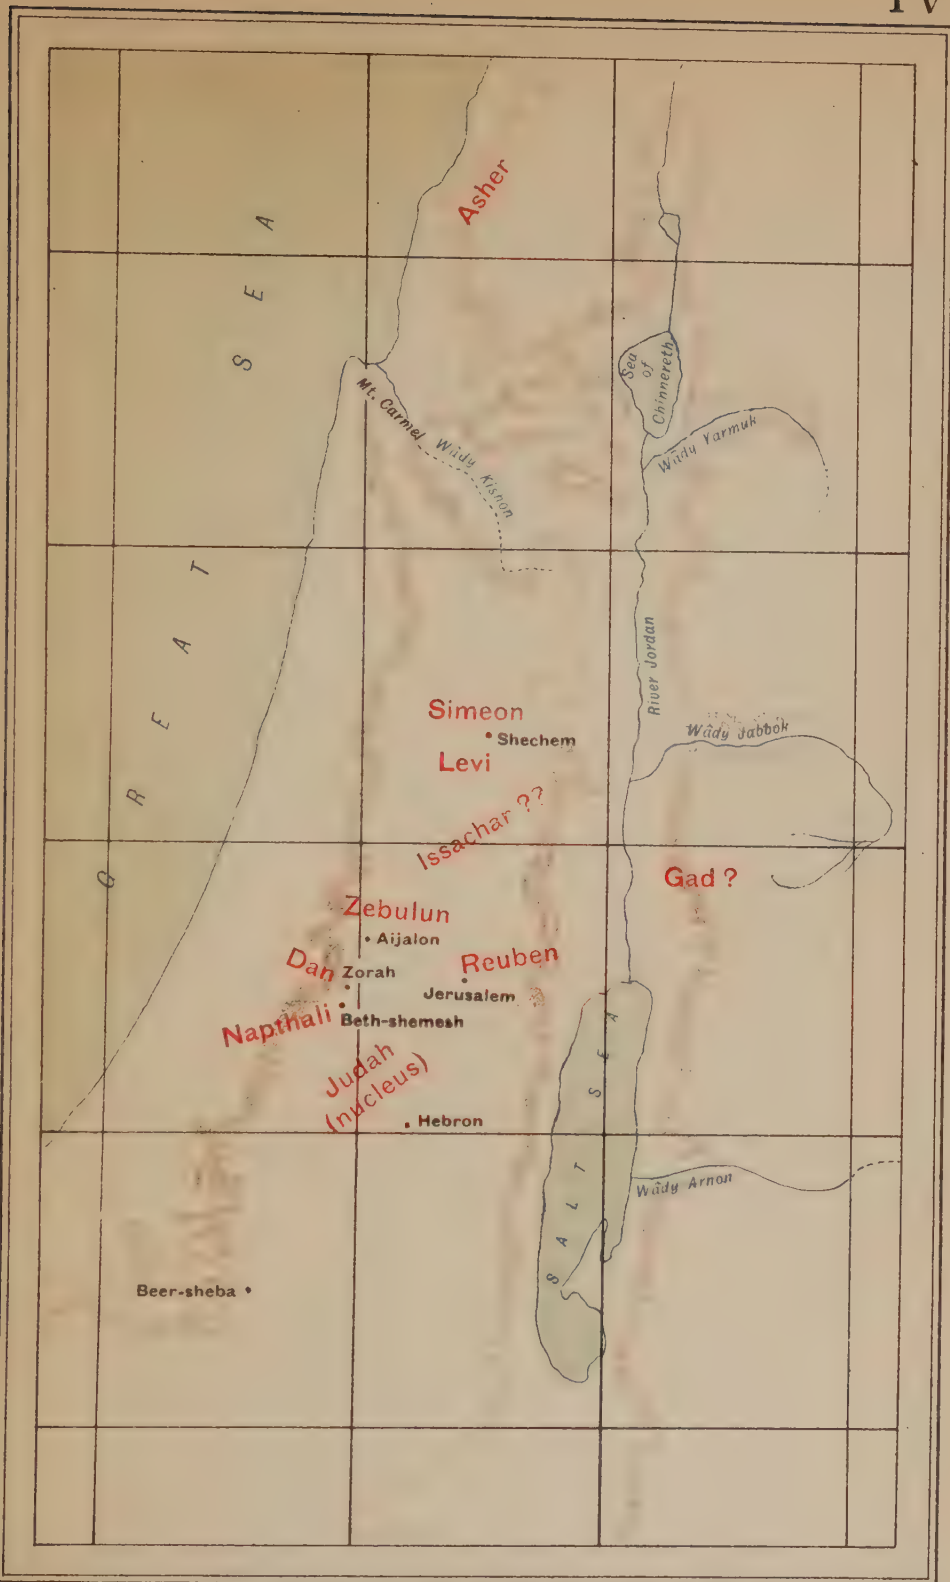 IV
GREAT SEA
Asher
Sea
of
Chinnereth
Mt. Carmel
Wâdy Kishon
Wâdy Yarmuk
River Jordan
Simeon
Shechem
Levi
Wâdy Jabbok
Issachar ??
Gad ?
Zebulun
Aijalon
Dan
Zorah
Reuben
Jerusalem
Napthali
Beth-shemesh
Judah
(nucleus)
Hebron
SALT SEA
Wâdy Arnon
Beer-sheba